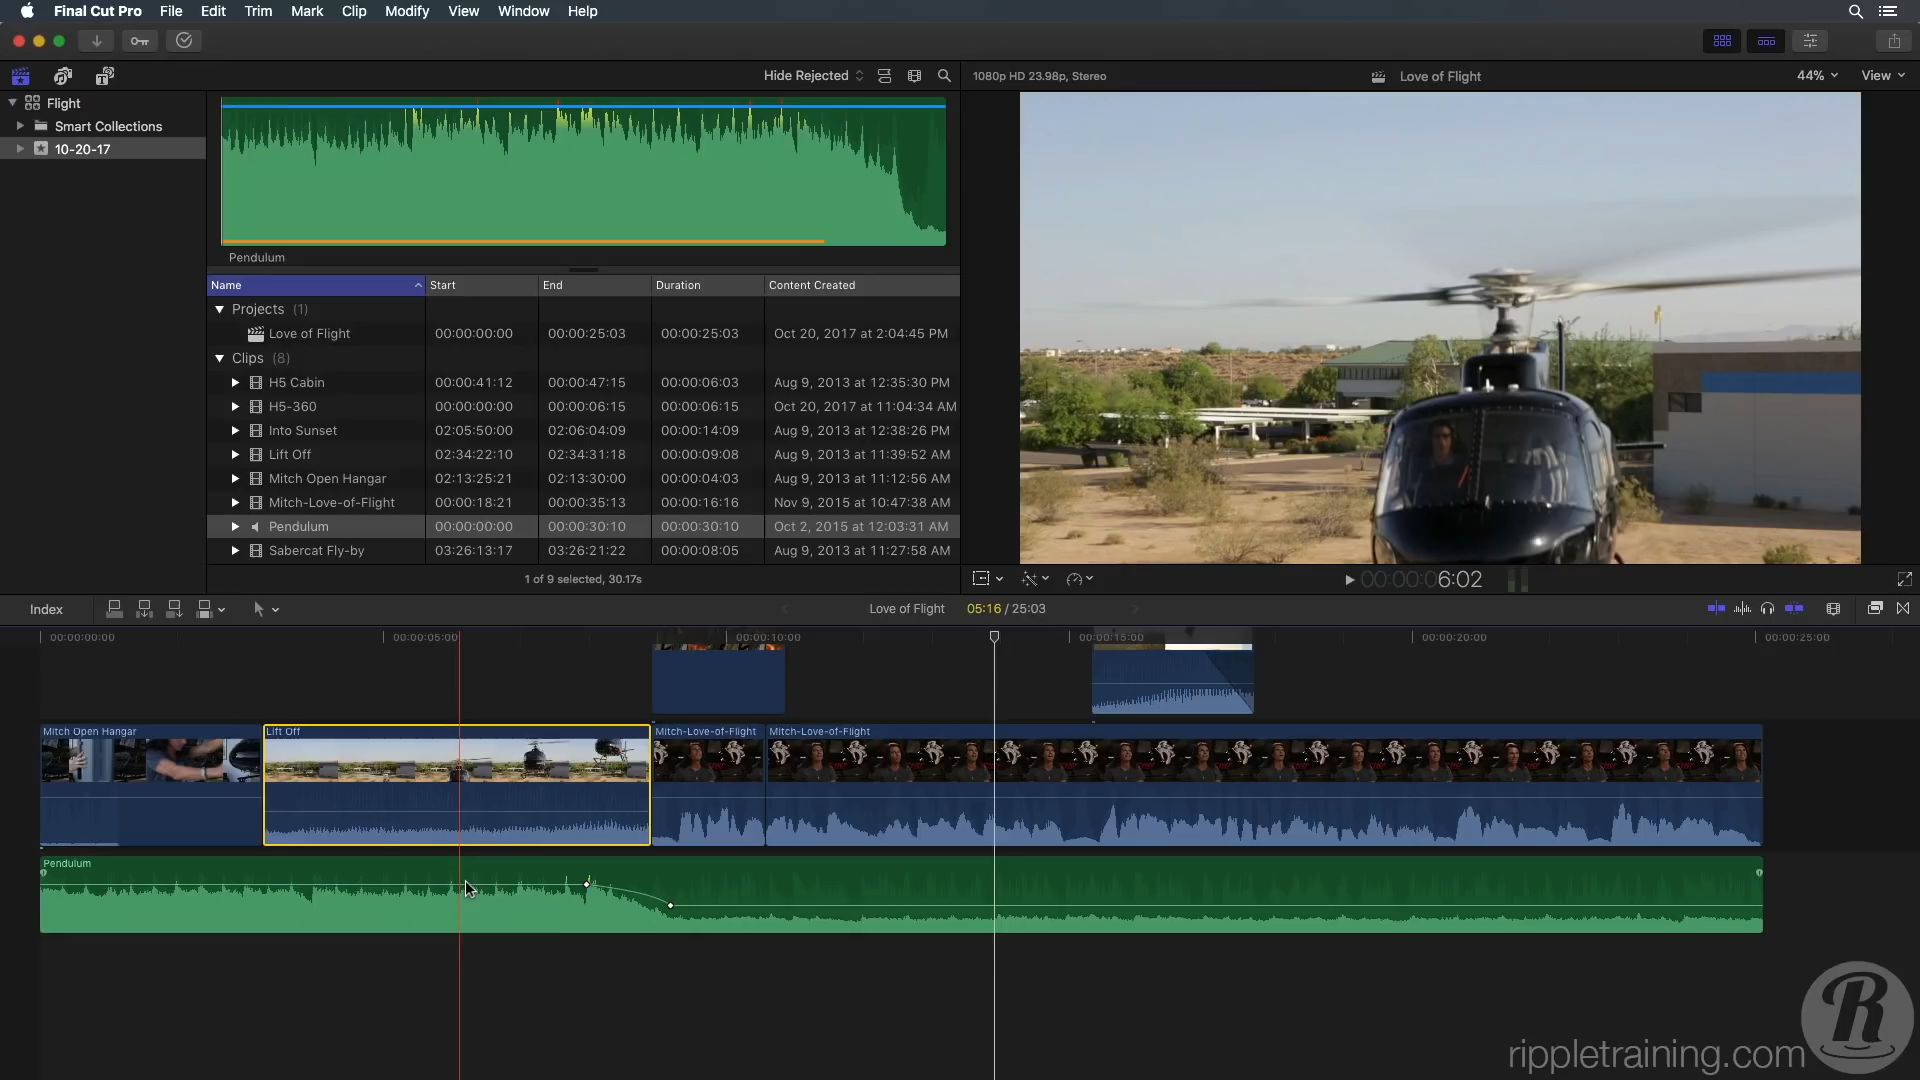 Final Cut Pro File Edit Trim Mark Clip Modify View Window Help
Hide Rejected
1080p HD 23.98p, Stereo
Love of Flight
44%
View
Flight
Smart Collections
10-20-17
Pendulum
Name Start End Duration Content Created
Projects (1)
Love of Flight 00:00:00:00 00:00:25:03 00:00:25:03 Oct 20, 2017 at 2:04:45 PM
Clips (8)
H5 Cabin 00:00:41:12 00:00:47:15 00:00:06:03 Aug 9, 2013 at 12:35:30 PM
H5-360 00:00:00:00 00:00:06:15 00:00:06:15 Oct 20, 2017 at 11:04:34 AM
Into Sunset 02:05:50:00 02:06:04:09 00:00:14:09 Aug 9, 2013 at 12:38:26 PM
Lift Off 02:34:22:10 02:34:31:18 00:00:09:08 Aug 9, 2013 at 11:39:52 AM
Mitch Open Hangar 02:13:25:21 02:13:30:00 00:00:04:03 Aug 9, 2013 at 11:12:56 AM
Mitch-Love-of-Flight 00:00:18:21 00:00:35:13 00:00:16:16 Nov 9, 2015 at 10:47:38 AM
Pendulum 00:00:00:00 00:00:30:10 00:00:30:10 Oct 2, 2015 at 12:03:31 AM
Sabercat Fly-by 03:26:13:17 03:26:21:22 00:00:08:05 Aug 9, 2013 at 11:27:58 AM
1 of 9 selected, 30.17s
00:00:06:02
Index
Love of Flight 05:16 / 25:03
00:00:00:00 00:00:05:00 00:00:10:00 00:00:15:00 00:00:20:00 00:00:25:00
Mitch Open Hangar Lift Off Mitch-Love-of-Flight Mitch-Love-of-Flight
Pendulum
R
rippletraining.com